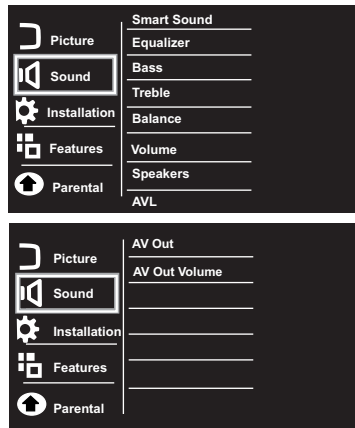 Picture
Sound
Installation
Features
Parental
Smart Sound
Equalizer
Bass
Treble
Balance
Volume
Speakers
AVL
Picture
Sound
Installation
Features
Parental
AV Out
AV Out Volume